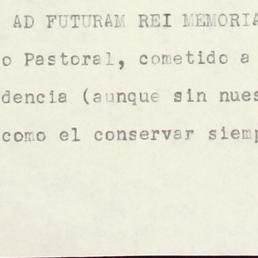 AD FUTURAM REI MEMORIA
o Pastoral, cometido a
dencia (aunque sin nues
como el conservar siemp